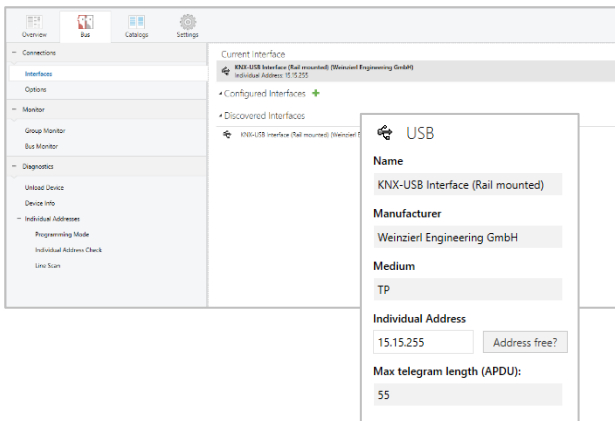 Overview
Bus
Catalogs
Settings
Connections
Interfaces
Options
Monitor
Group Monitor
Bus Monitor
Diagnostics
Unload Device
Device Info
Individual Addresses
Programming Mode
Individual Address Check
Line Scan
Current Interface
KNX-USB Interface (Rail mounted) (Weinzierl Engineering GmbH)
Individual Address: 15.15.255
Configured Interfaces
Discovered Interfaces
KNX-USB Interface (Rail mounted) (Weinzierl E
USB
Name
KNX-USB Interface (Rail mounted)
Manufacturer
Weinzierl Engineering GmbH
Medium
TP
Individual Address
15.15.255 Address free?
Max telegram length (APDU):
55